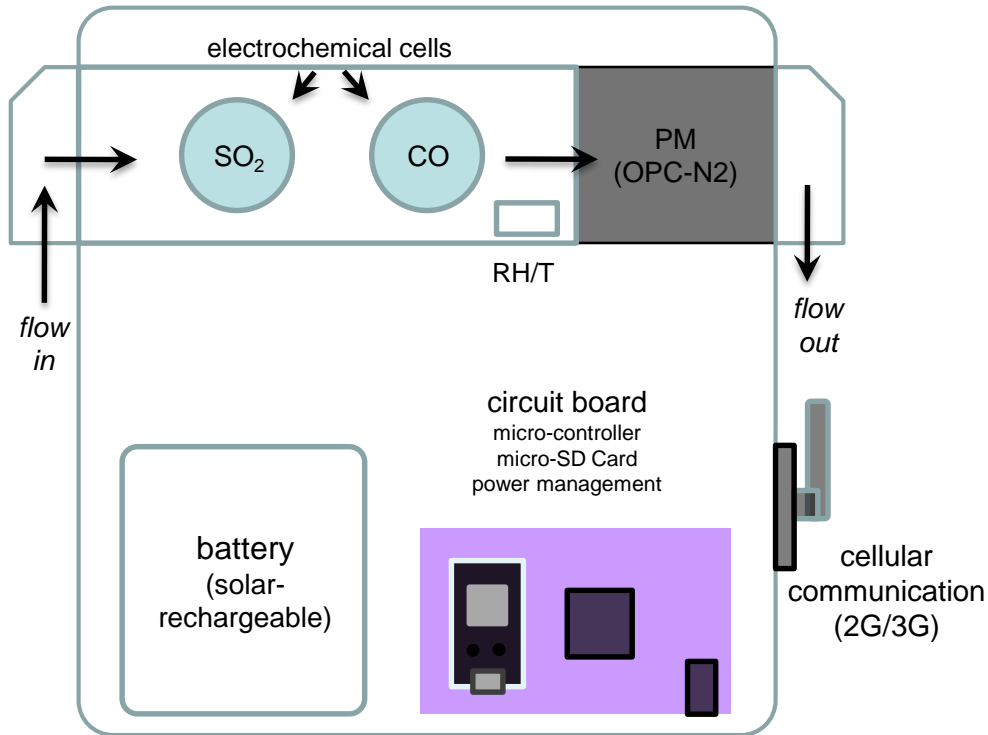 electrochemical cells
SO₂
CO
PM
(OPC-N2)
RH/T
flow
in
flow
out
circuit board
micro-controller
micro-SD Card
power management
battery
(solar-
rechargeable)
cellular
communication
(2G/3G)